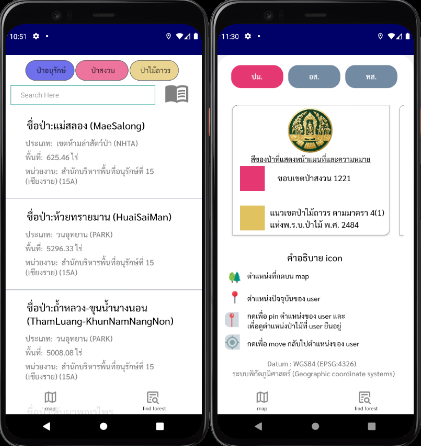 10:51
ป่าอนุรักษ์
ป่าสงวน
ป่าไม้ถาวร
Search Here
ชื่อป่า:แม่สลอง (MaeSalong)
ประเภท: เขตห้ามล่าสัตว์ป่า (NHTA)
พื้นที่: 625.46 ไร่
หน่วยงาน: สำนักบริหารพื้นที่อนุรักษ์ที่ 15
(เชียงราย) (15A)
ชื่อป่า:ห้วยทรายมาน (HuaiSaiMan)
ประเภท: วนอุทยาน (PARK)
พื้นที่: 5296.33 ไร่
หน่วยงาน: สำนักบริหารพื้นที่อนุรักษ์ที่ 15
(เชียงราย) (15A)
ชื่อป่า:ถ้ำหลวง-ขุนน้ำนางนอน
(ThamLuang-KhunNamNangNon)
ประเภท: วนอุทยาน (PARK)
พื้นที่: 5008.08 ไร่
หน่วยงาน: สำนักบริหารพื้นที่อนุรักษ์ที่ 15
(เชียงราย) (15A)
map
find forest
11:30
ปม.
อส.
ทส.
สีของป่าที่แสดงหน้าแผนที่และความหมาย
ขอบเขตป่าสงวน 1221
แนวเขตป่าไม้ถาวร ตามมาตรา 4(1)
แห่งพ.ร.บ.ป่าไม้ พ.ศ. 2484
คำอธิบาย icon
ตำแหน่งที่กดบน map
ตำแหน่งปัจจุบันของ user
กดเพื่อ pin ตำแหน่งของ user และ
เพื่อดูตำแหน่งป่าไม้ที่ user ยืนอยู่
กดเพื่อ move กลับไปตำแหน่งของ user
Datum : WGS84 (EPSG:4326)
ระบบพิกัดภูมิศาสตร์ (Geographic coordinate systems)
map
find forest